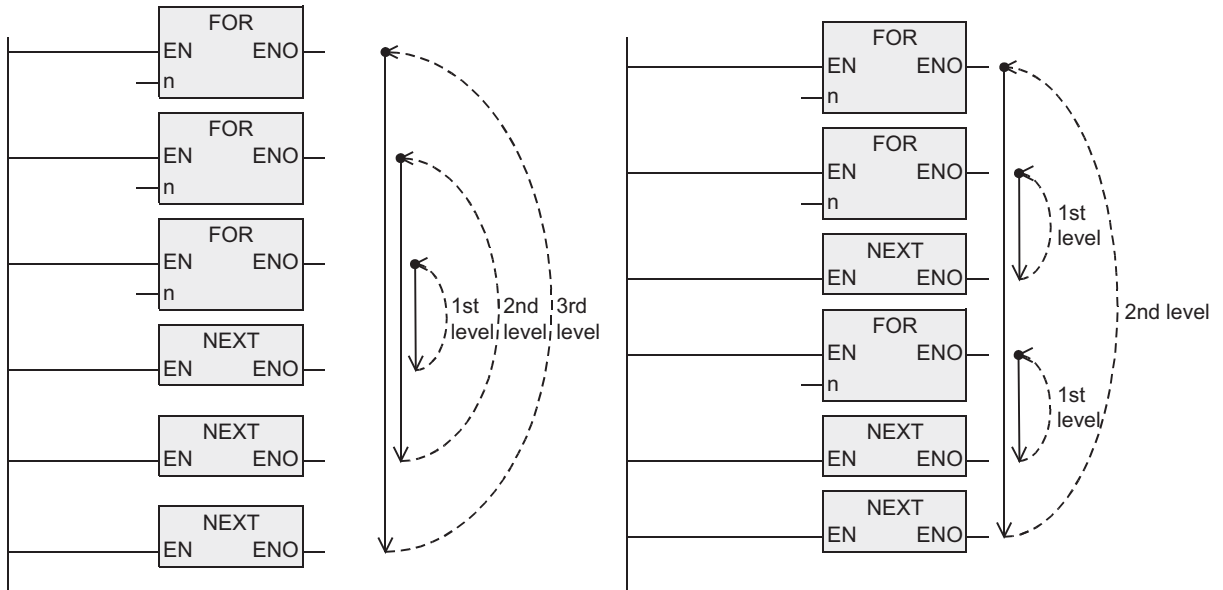 FOR
EN ENO
n
FOR
EN ENO
n
FOR
EN ENO
n
NEXT
EN ENO
NEXT
EN ENO
NEXT
EN ENO
1st
level
2nd
level
3rd
level
FOR
EN ENO
n
FOR
EN ENO
n
NEXT
EN ENO
FOR
EN ENO
n
NEXT
EN ENO
NEXT
EN ENO
1st
level
1st
level
2nd level